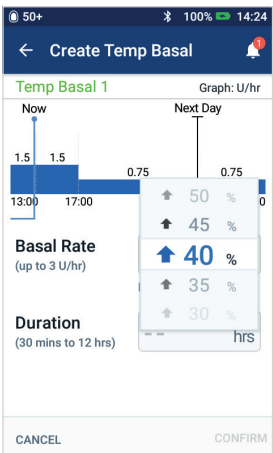 50+ 100% 14:24
Create Temp Basal 1
Temp Basal 1 Graph: U/hr
Now Next Day
1.5 1.5 0.75 0.75
13:00 17:00 0
50 %
45 %
Basal Rate 40 %
(up to 3 U/hr)
35 %
30 %
Duration
(30 mins to 12 hrs) -- hrs
CANCEL CONFIRM